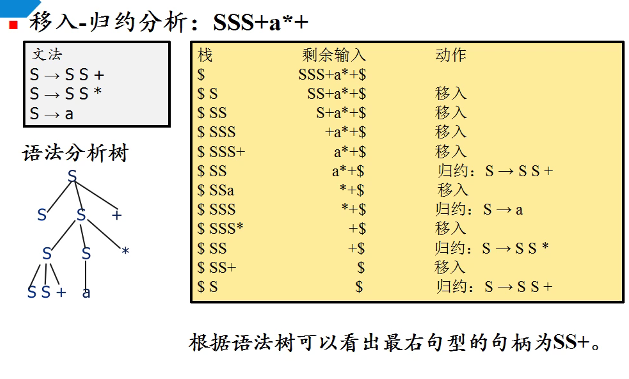 移入-归约分析：SSS+a*+
文法
S → S S +
S → S S *
S → a
语法分析树
S
S S +
S S *
S S + a
栈 剩余输入 动作
$ SSS+a*+$
$ S SS+a*+$ 移入
$ SS S+a*+$ 移入
$ SSS +a*+$ 移入
$ SSS+ a*+$ 移入
$ SS a*+$ 归约：S → S S +
$ SSa *+$ 移入
$ SSS *+$ 归约：S → a
$ SSS* +$ 移入
$ SS +$ 归约：S → S S *
$ SS+ $ 移入
$ S $ 归约：S → S S +
根据语法树可以看出最右句型的句柄为SS+。